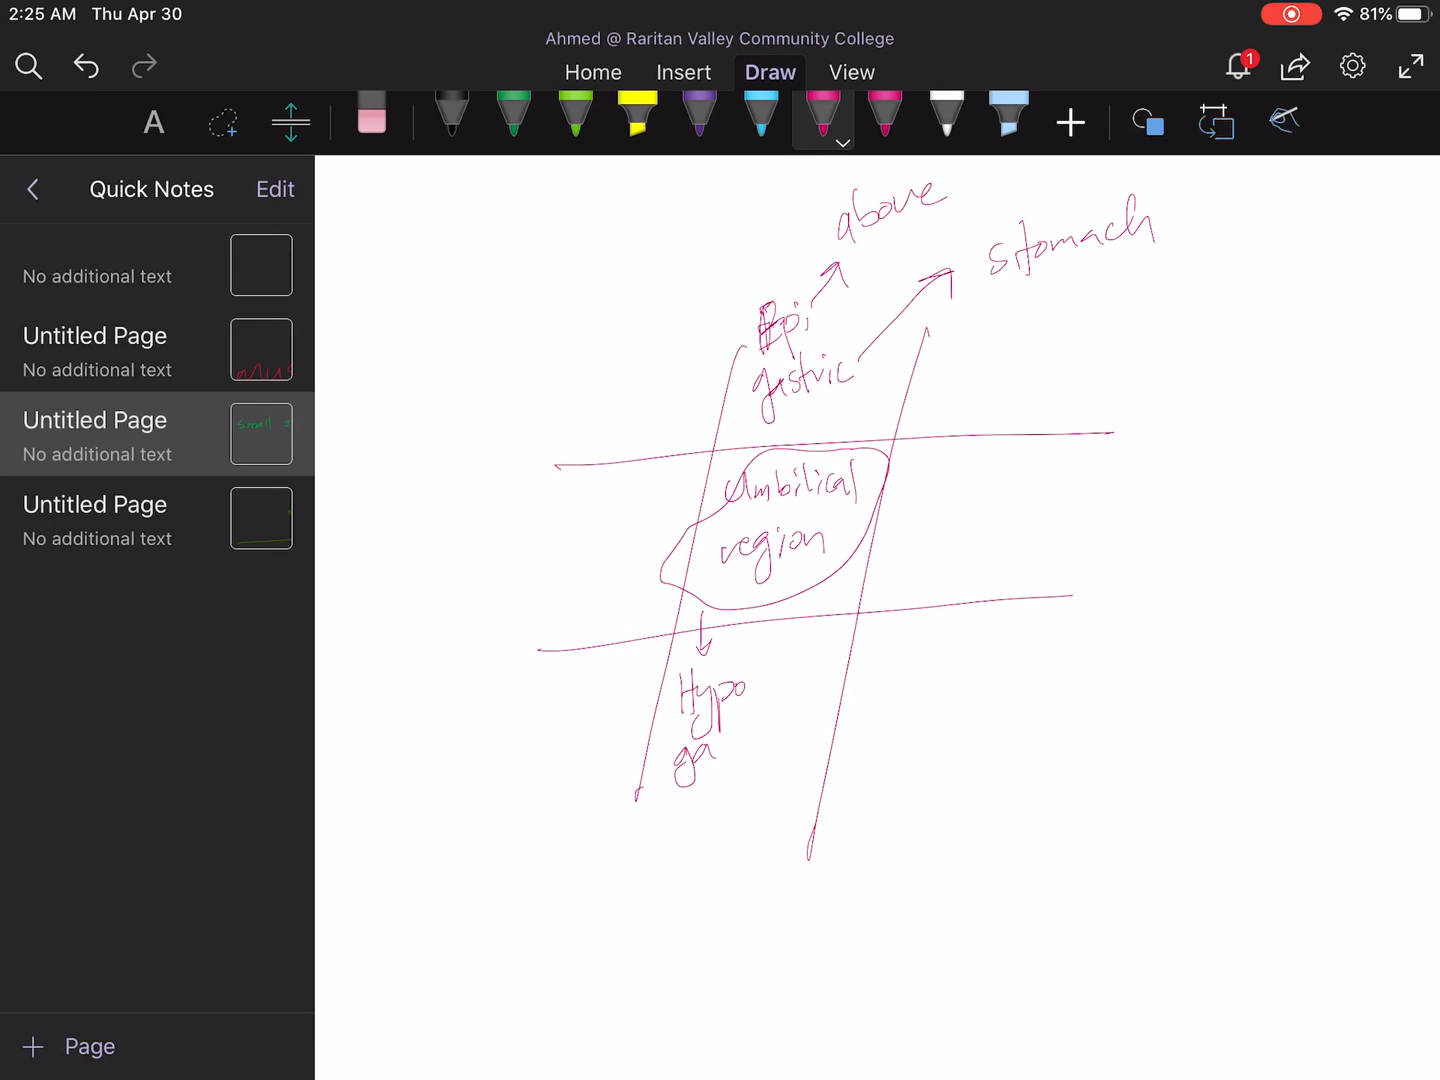 2:25 AM Thu Apr 30
81%
Ahmed @ Raritan Valley Community College
Home Insert Draw View
1
A
Quick Notes Edit
No additional text
Untitled Page
No additional text
Untitled Page
small
No additional text
Untitled Page
No additional text
Page
above
stomach
Epi
gastric
Umbilical
region
Hypo
ga